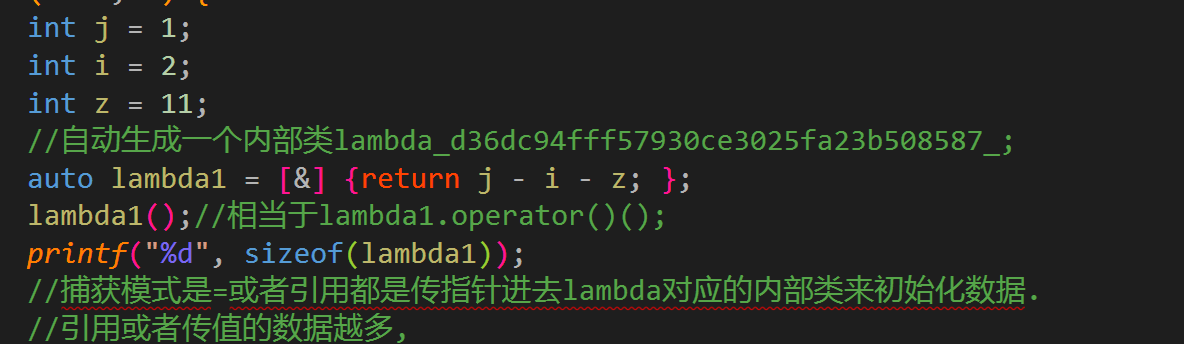 int j = 1;
int i = 2;
int z = 11;
//自动生成一个内部类lambda_d36dc94fff57930ce3025fa23b508587_;
auto lambda1 = [&] {return j - i - z; };
lambda1();//相当于lambda1.operator()();
printf("%d", sizeof(lambda1));
//捕获模式是=或者引用都是传指针进去lambda对应的内部类来初始化数据.
//引用或者传值的数据越多,